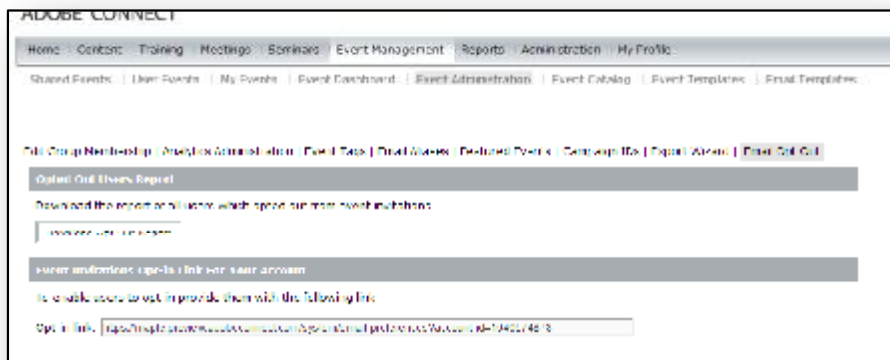 ADOBE CONNECT
Home Content Training Meetings Seminars Event Management Reports Administration My Profile
Shared Events | User Events | My Events | Event Dashboard | Event Administration | Event Catalog | Event Templates | Email Templates
Edit Group Membership | Analytics Administration | Event Tags | Email Aliases | Featured Events | Campaign IDs | Export Wizard | Email Opt-Out
Opted Out Users Report
Download the report of all users which opted out from event invitations
Event Invitations Opt-in Link For Your Account
To enable users to opt-in provide them with the following link
Opt-in link: